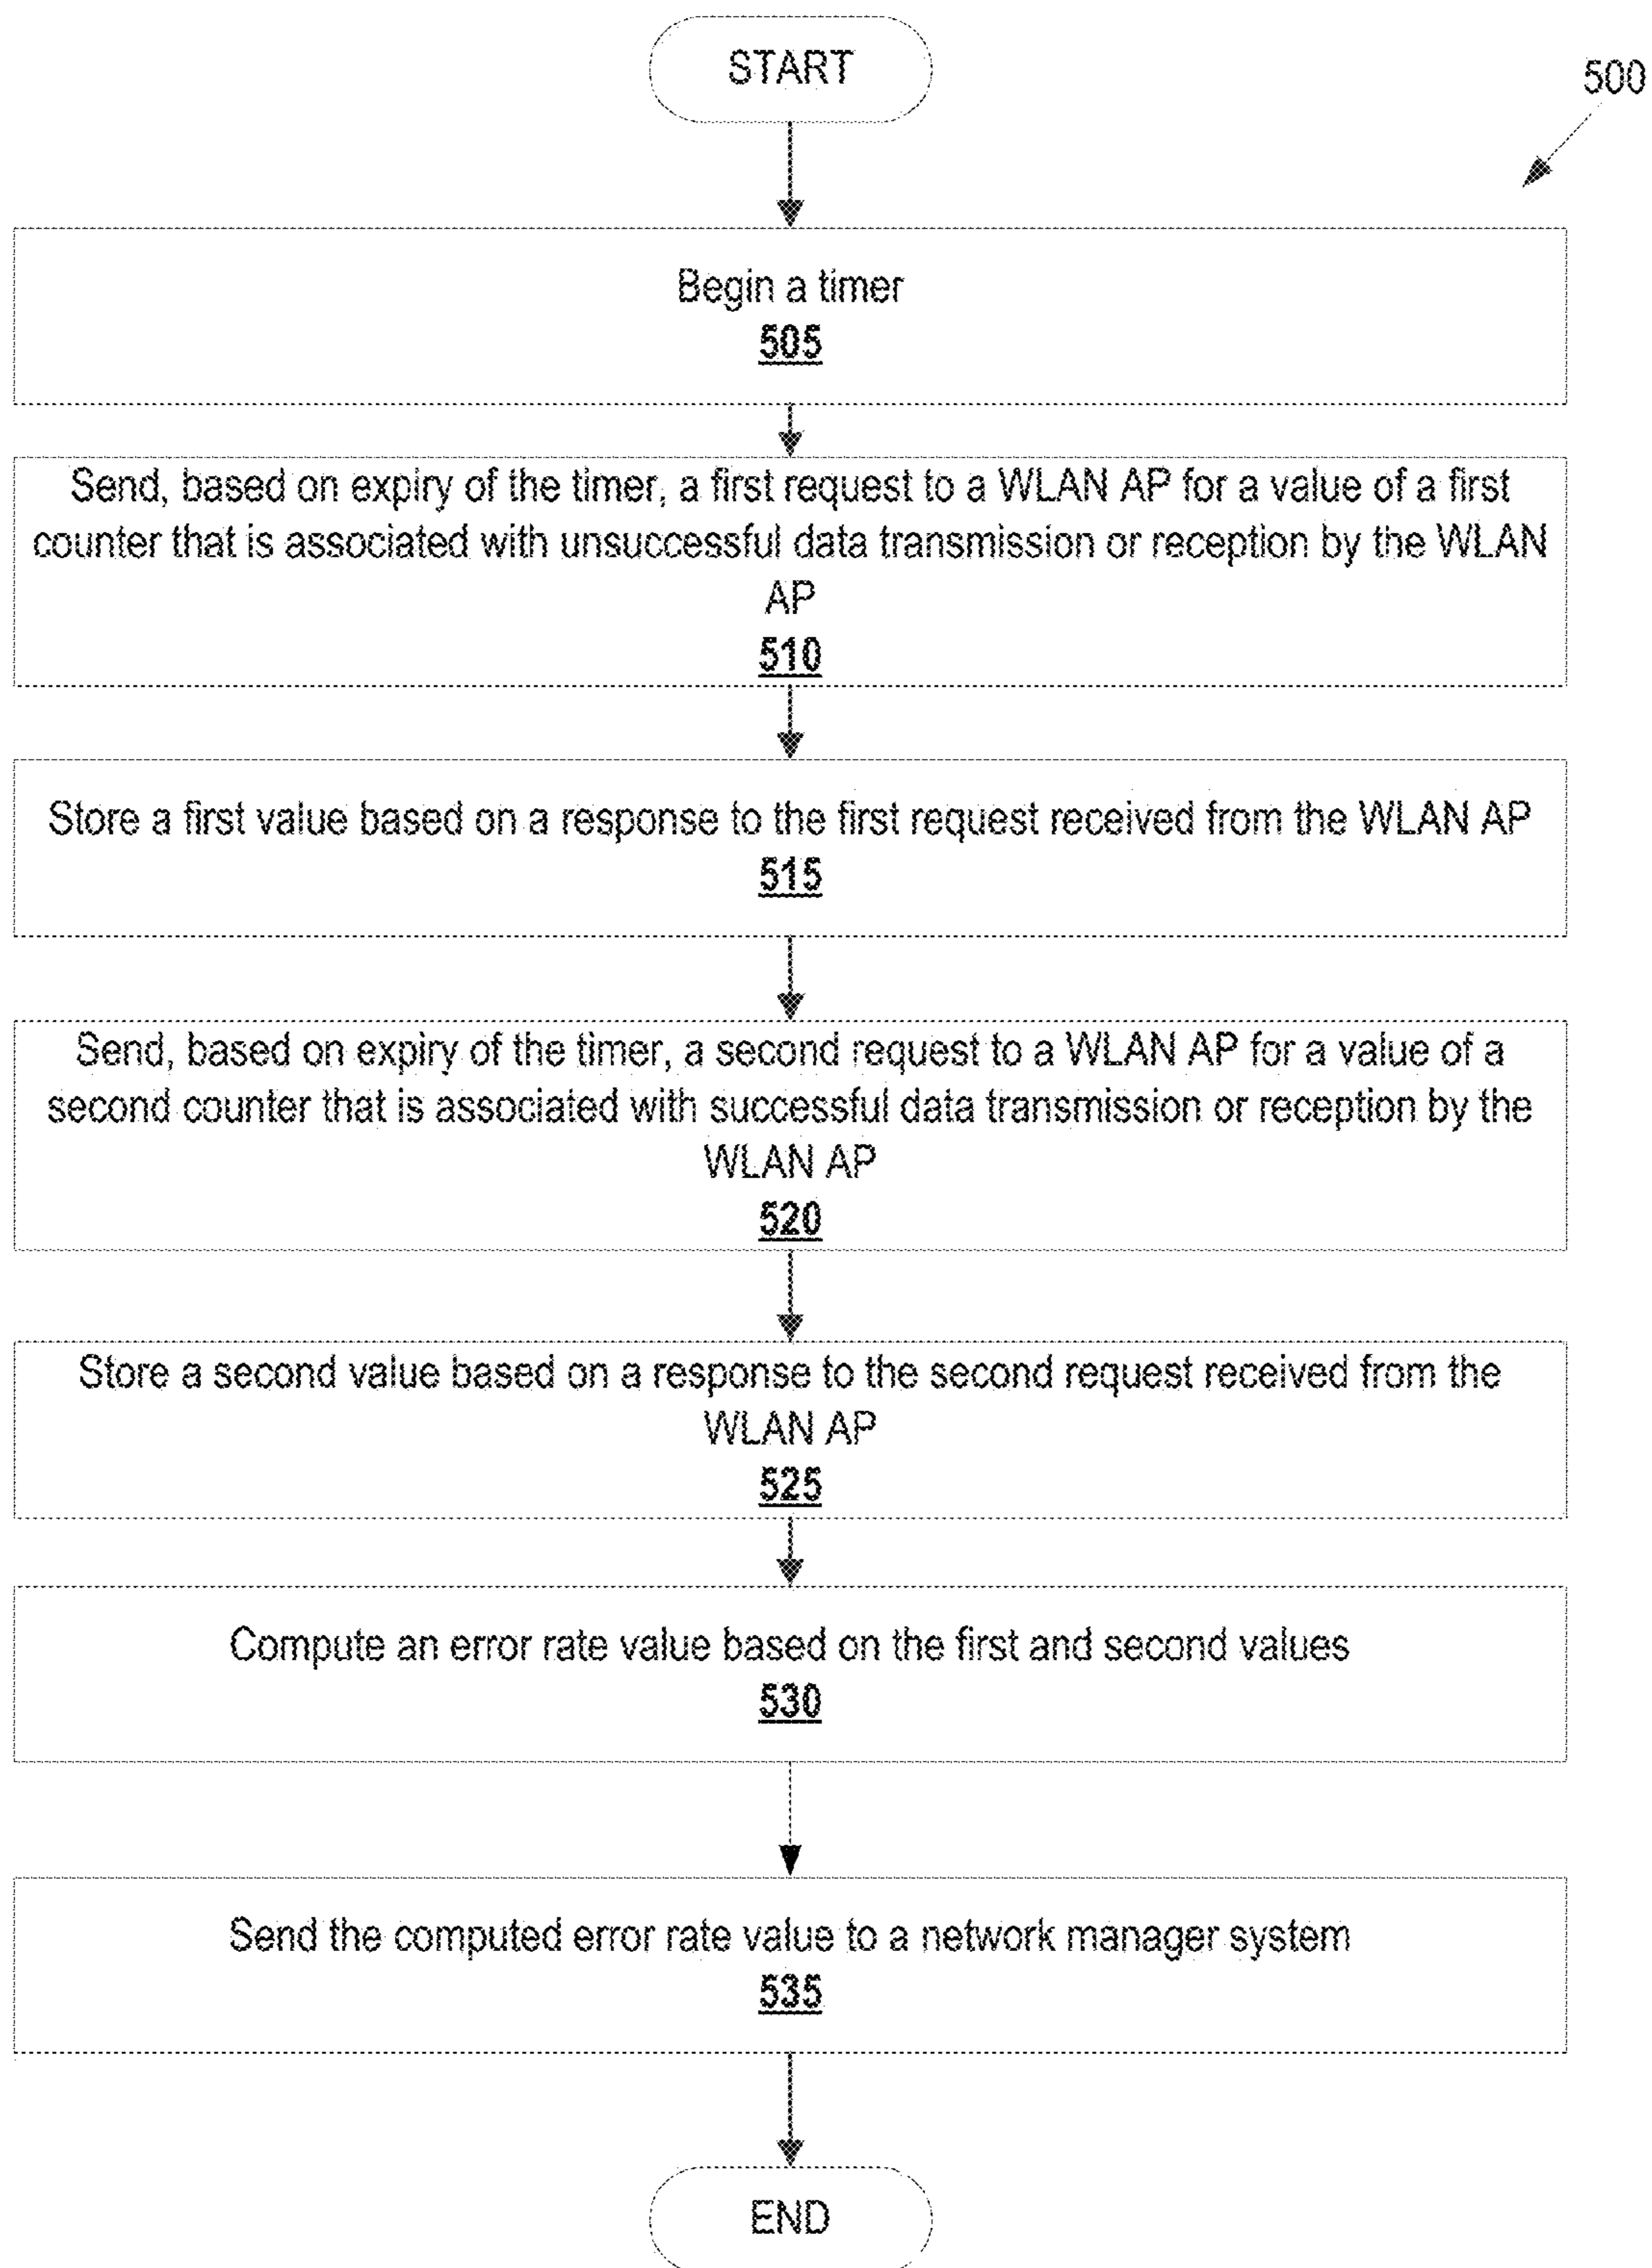 START
500
Begin a timer
505
Send, based on expiry of the timer, a first request to a WLAN AP for a value of a first
counter that is associated with unsuccessful data transmission or reception by the WLAN
AP
510
Store a first value based on a response to the first request received from the WLAN AP
515
Send, based on expiry of the timer, a second request to a WLAN AP for a value of a
second counter that is associated with successful data transmission or reception by the
WLAN AP
520
Store a second value based on a response to the second request received from the
WLAN AP
525
Compute an error rate value based on the first and second values
530
Send the computed error rate value to a network manager system
535
END